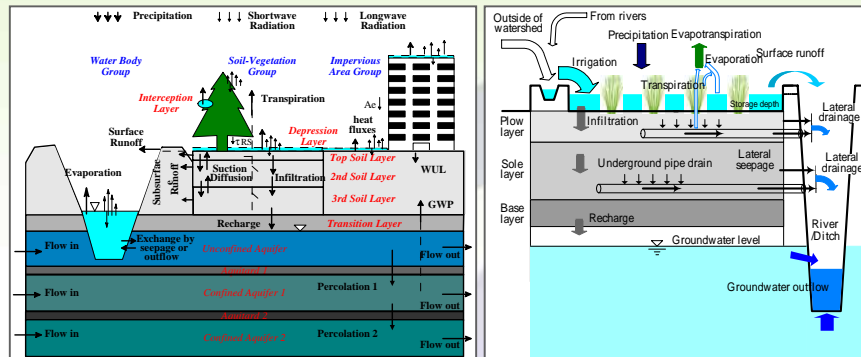 Precipitation
Shortwave
Radiation
Longwave
Radiation
Water Body
Group
Soil-Vegetation
Group
Impervious
Area Group
Interception
Layer
Transpiration
Ae
Depression
Layer
heat
fluxes
τRS
Surface
Runoff
Evaporation
Subsurface
Runoff
Top Soil Layer
Suction
Diffusion
Infiltration
2nd Soil Layer
3rd Soil Layer
WUL
GWP
Recharge
Transition Layer
Flow in
Exchange by
seepage or
outflow
Unconfined Aquifer
Flow out
Aquitard 1
Flow in
Confined Aquifer 1
Percolation 1
Flow out
Aquitard 2
Flow in
Confined Aquifer 2
Percolation 2
Flow out
Outside of
watershed
From rivers
Precipitation
Evapotranspiration
Evaporation
Surface runoff
Irrigation
Transpiration
Storage depth
Plow
layer
Infiltration
Lateral
drainage
Sole
layer
Underground pipe drain
Lateral
seepage
Lateral
drainage
Base
layer
Recharge
River
/Ditch
Groundwater level
Groundwater outflow